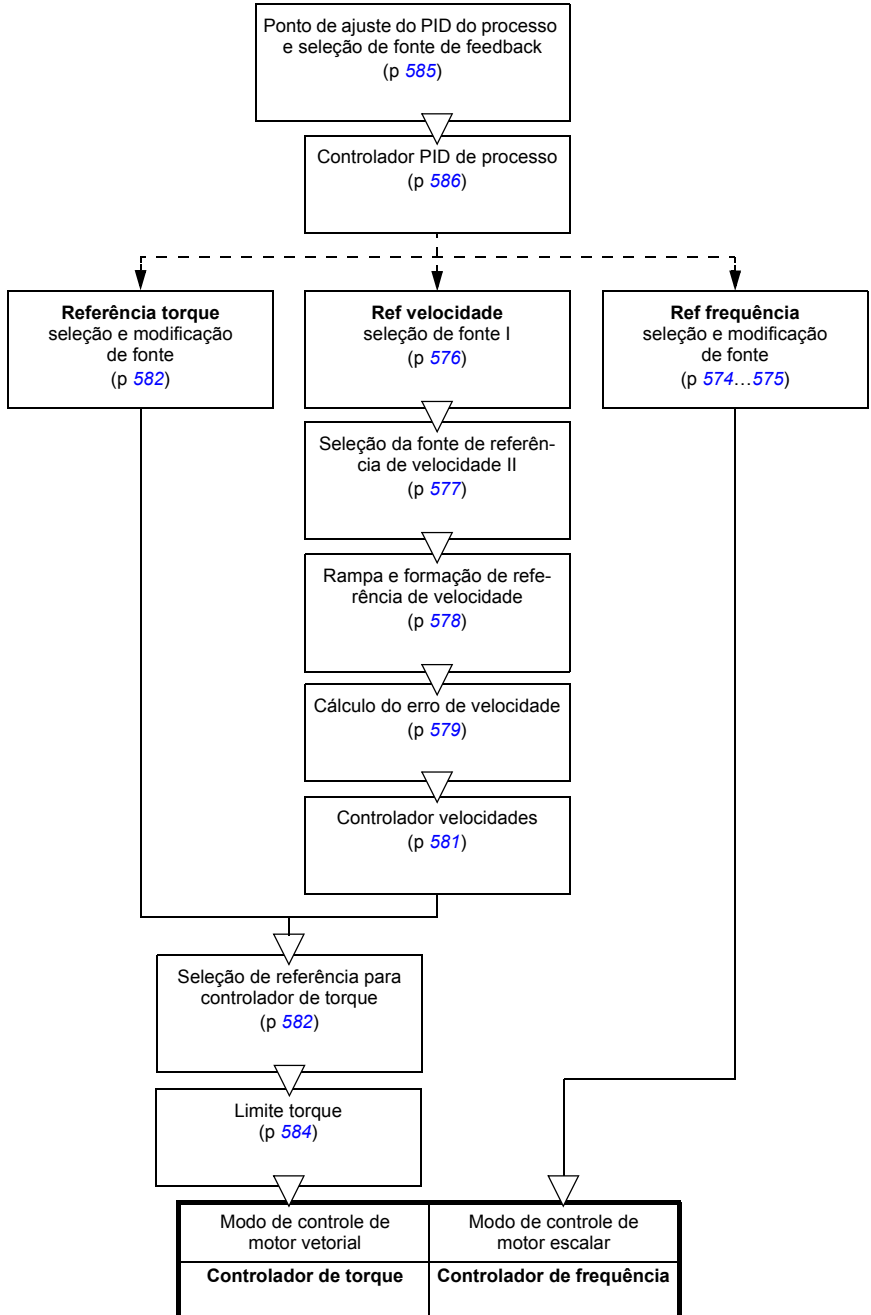 Ponto de ajuste do PID do processo
e seleção de fonte de feedback
(p 585)
Controlador PID de processo
(p 586)
Referência torque
seleção e modificação
de fonte
(p 582)
Ref velocidade
seleção de fonte I
(p 576)
Ref frequência
seleção e modificação
de fonte
(p 574…575)
Seleção da fonte de referên-
cia de velocidade II
(p 577)
Rampa e formação de refe-
rência de velocidade
(p 578)
Cálculo do erro de velocidade
(p 579)
Controlador velocidades
(p 581)
Seleção de referência para
controlador de torque
(p 582)
Limite torque
(p 584)
Modo de controle de
motor vetorial
Modo de controle de
motor escalar
Controlador de torque
Controlador de frequência